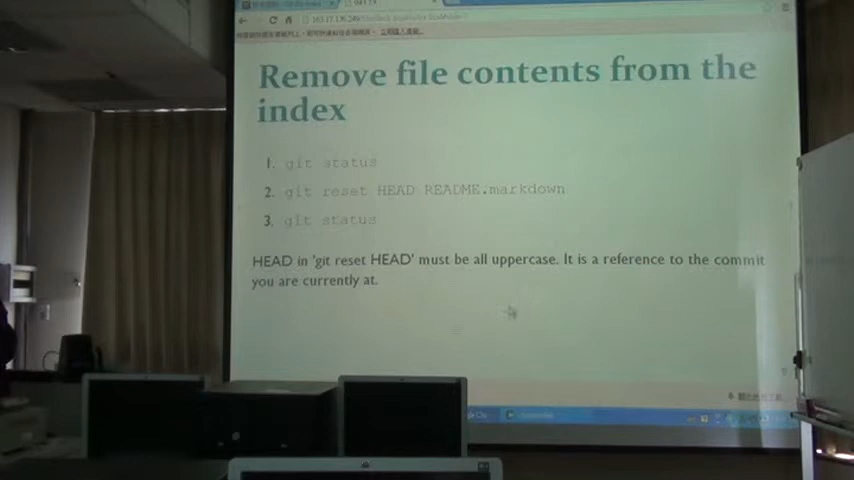 Remove file contents from the
index
1. git status
2. git reset HEAD README.markdown
3. git status
HEAD in 'git reset HEAD' must be all uppercase. It is a reference to the commit
you are currently at.